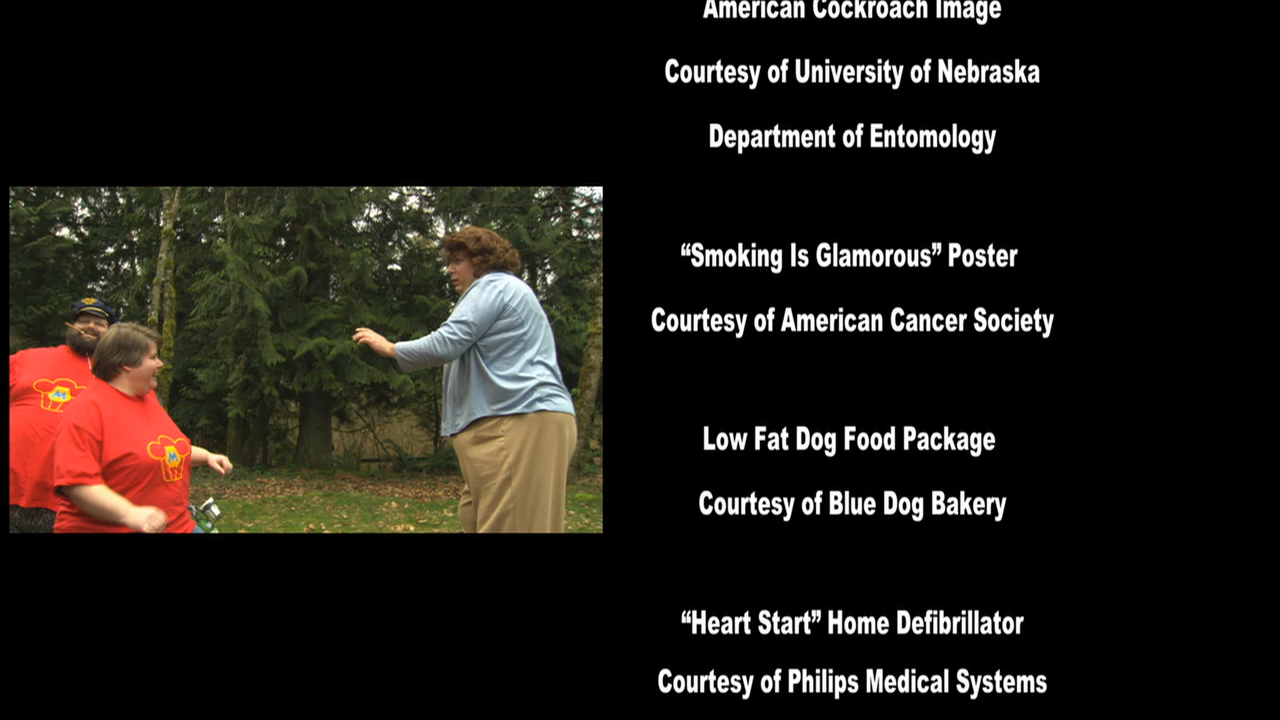 American Cockroach Image
Courtesy of University of Nebraska
Department of Entomology
“Smoking Is Glamorous” Poster
Courtesy of American Cancer Society
Low Fat Dog Food Package
Courtesy of Blue Dog Bakery
“Heart Start” Home Defibrillator
Courtesy of Philips Medical Systems
M
M